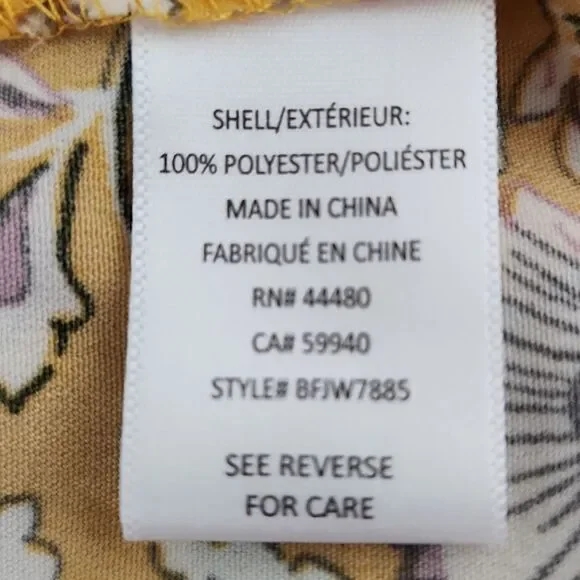 SHELL/EXTÉRIEUR:
100% POLYESTER/POLIÉSTER
MADE IN CHINA
FABRIQUÉ EN CHINE
RN# 44480
CA# 59940
STYLE# BFJW7885
SEE REVERSE
FOR CARE